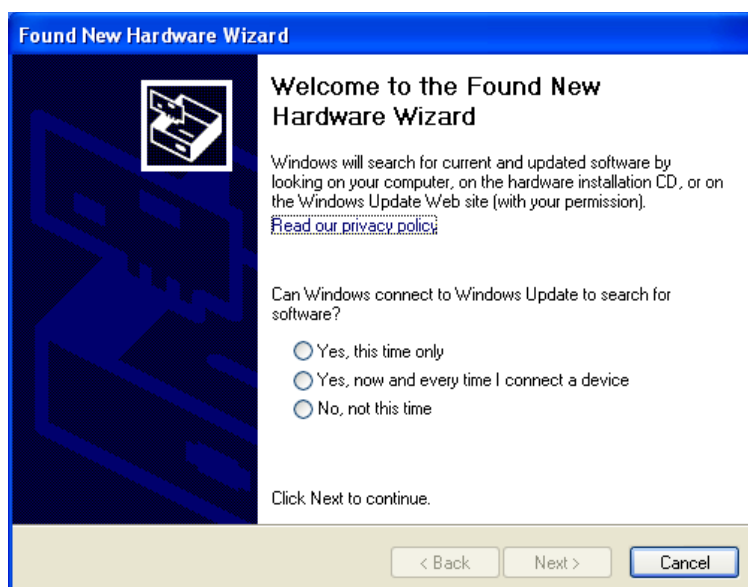 Found New Hardware Wizard
Welcome to the Found New
Hardware Wizard
Windows will search for current and updated software by
looking on your computer, on the hardware installation CD, or on
the Windows Update Web site (with your permission).
Read our privacy policy
Can Windows connect to Windows Update to search for
software?
Yes, this time only
Yes, now and every time I connect a device
No, not this time
Click Next to continue.
< Back
Next >
Cancel